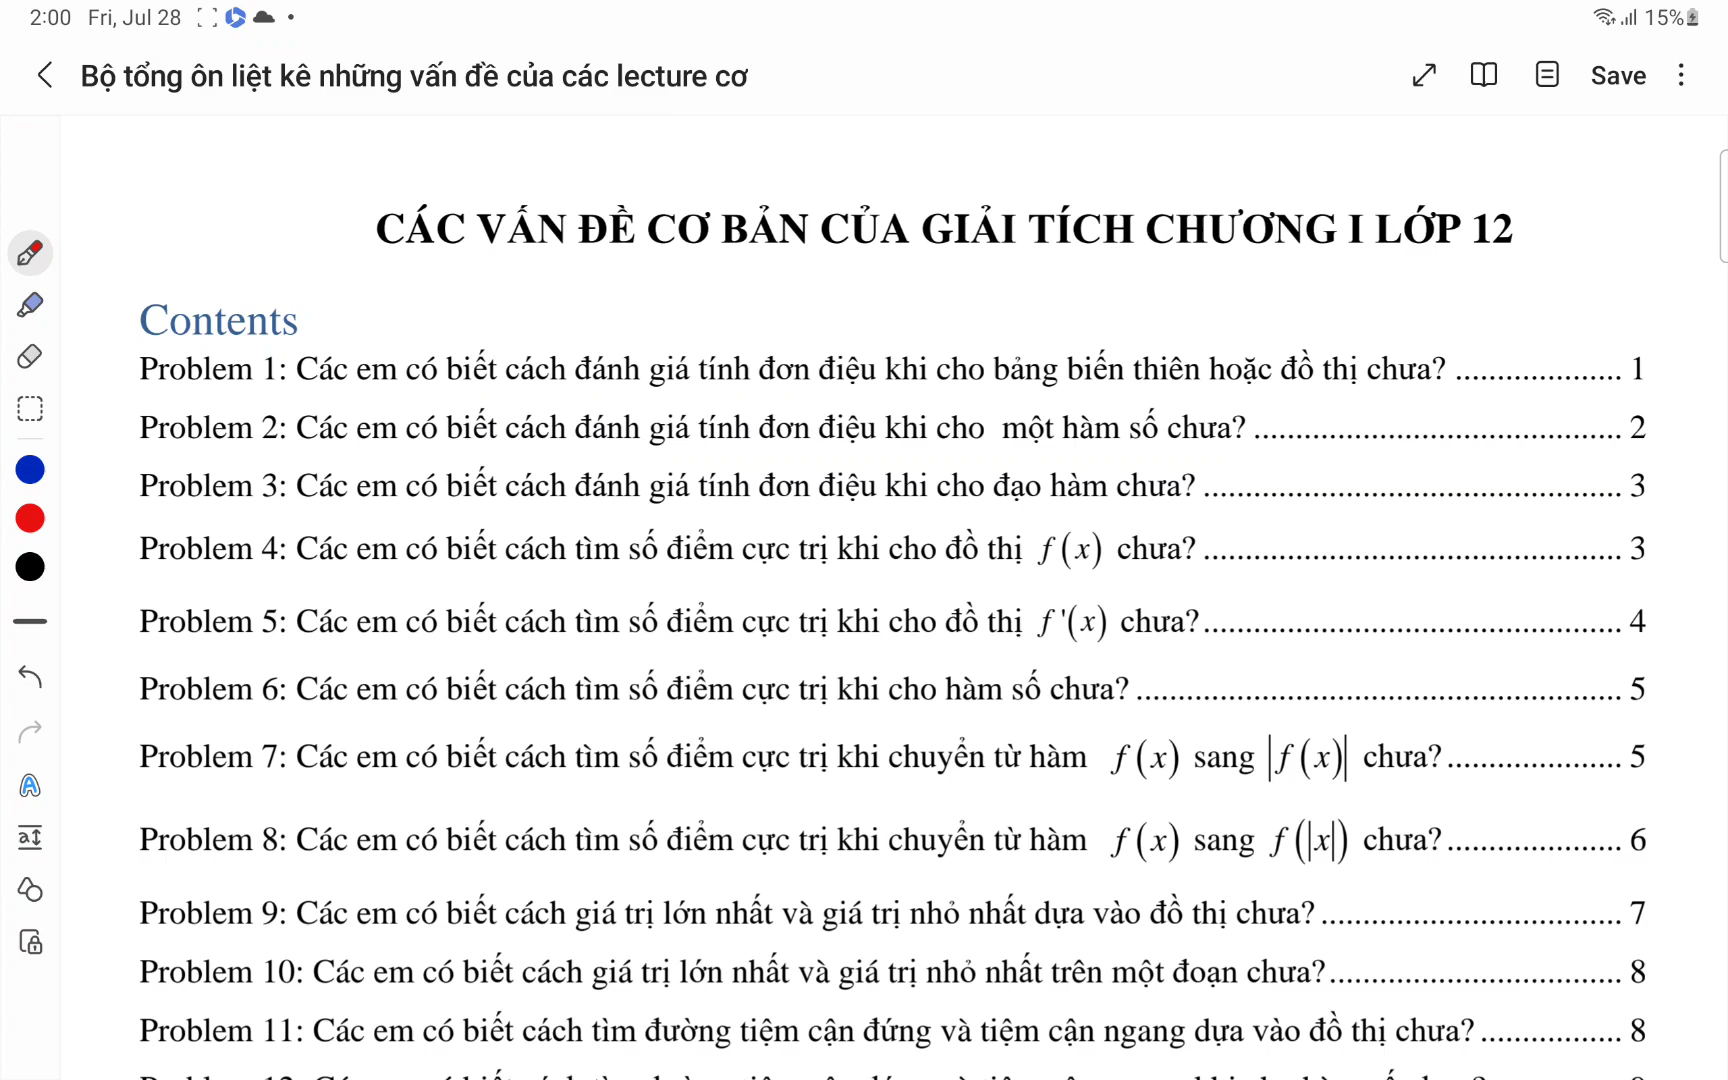 2:00 Fri, Jul 28 15%
Bộ tổng ôn liệt kê những vấn đề của các lecture cơ Save
CÁC VẤN ĐỀ CƠ BẢN CỦA GIẢI TÍCH CHƯƠNG I LỚP 12
Contents
Problem 1: Các em có biết cách đánh giá tính đơn điệu khi cho bảng biến thiên hoặc đồ thị chưa? .................... 1
Problem 2: Các em có biết cách đánh giá tính đơn điệu khi cho một hàm số chưa? ............................................ 2
Problem 3: Các em có biết cách đánh giá tính đơn điệu khi cho đạo hàm chưa? .................................................. 3
Problem 4: Các em có biết cách tìm số điểm cực trị khi cho đồ thị f(x) chưa? .................................................. 3
Problem 5: Các em có biết cách tìm số điểm cực trị khi cho đồ thị f'(x) chưa? .................................................. 4
Problem 6: Các em có biết cách tìm số điểm cực trị khi cho hàm số chưa? .......................................................... 5
Problem 7: Các em có biết cách tìm số điểm cực trị khi chuyển từ hàm f(x) sang |f(x)| chưa? ..................... 5
Problem 8: Các em có biết cách tìm số điểm cực trị khi chuyển từ hàm f(x) sang f(|x|) chưa? ..................... 6
Problem 9: Các em có biết cách giá trị lớn nhất và giá trị nhỏ nhất dựa vào đồ thị chưa? .................................... 7
Problem 10: Các em có biết cách giá trị lớn nhất và giá trị nhỏ nhất trên một đoạn chưa? ................................... 8
Problem 11: Các em có biết cách tìm đường tiệm cận đứng và tiệm cận ngang dựa vào đồ thị chưa? ................. 8